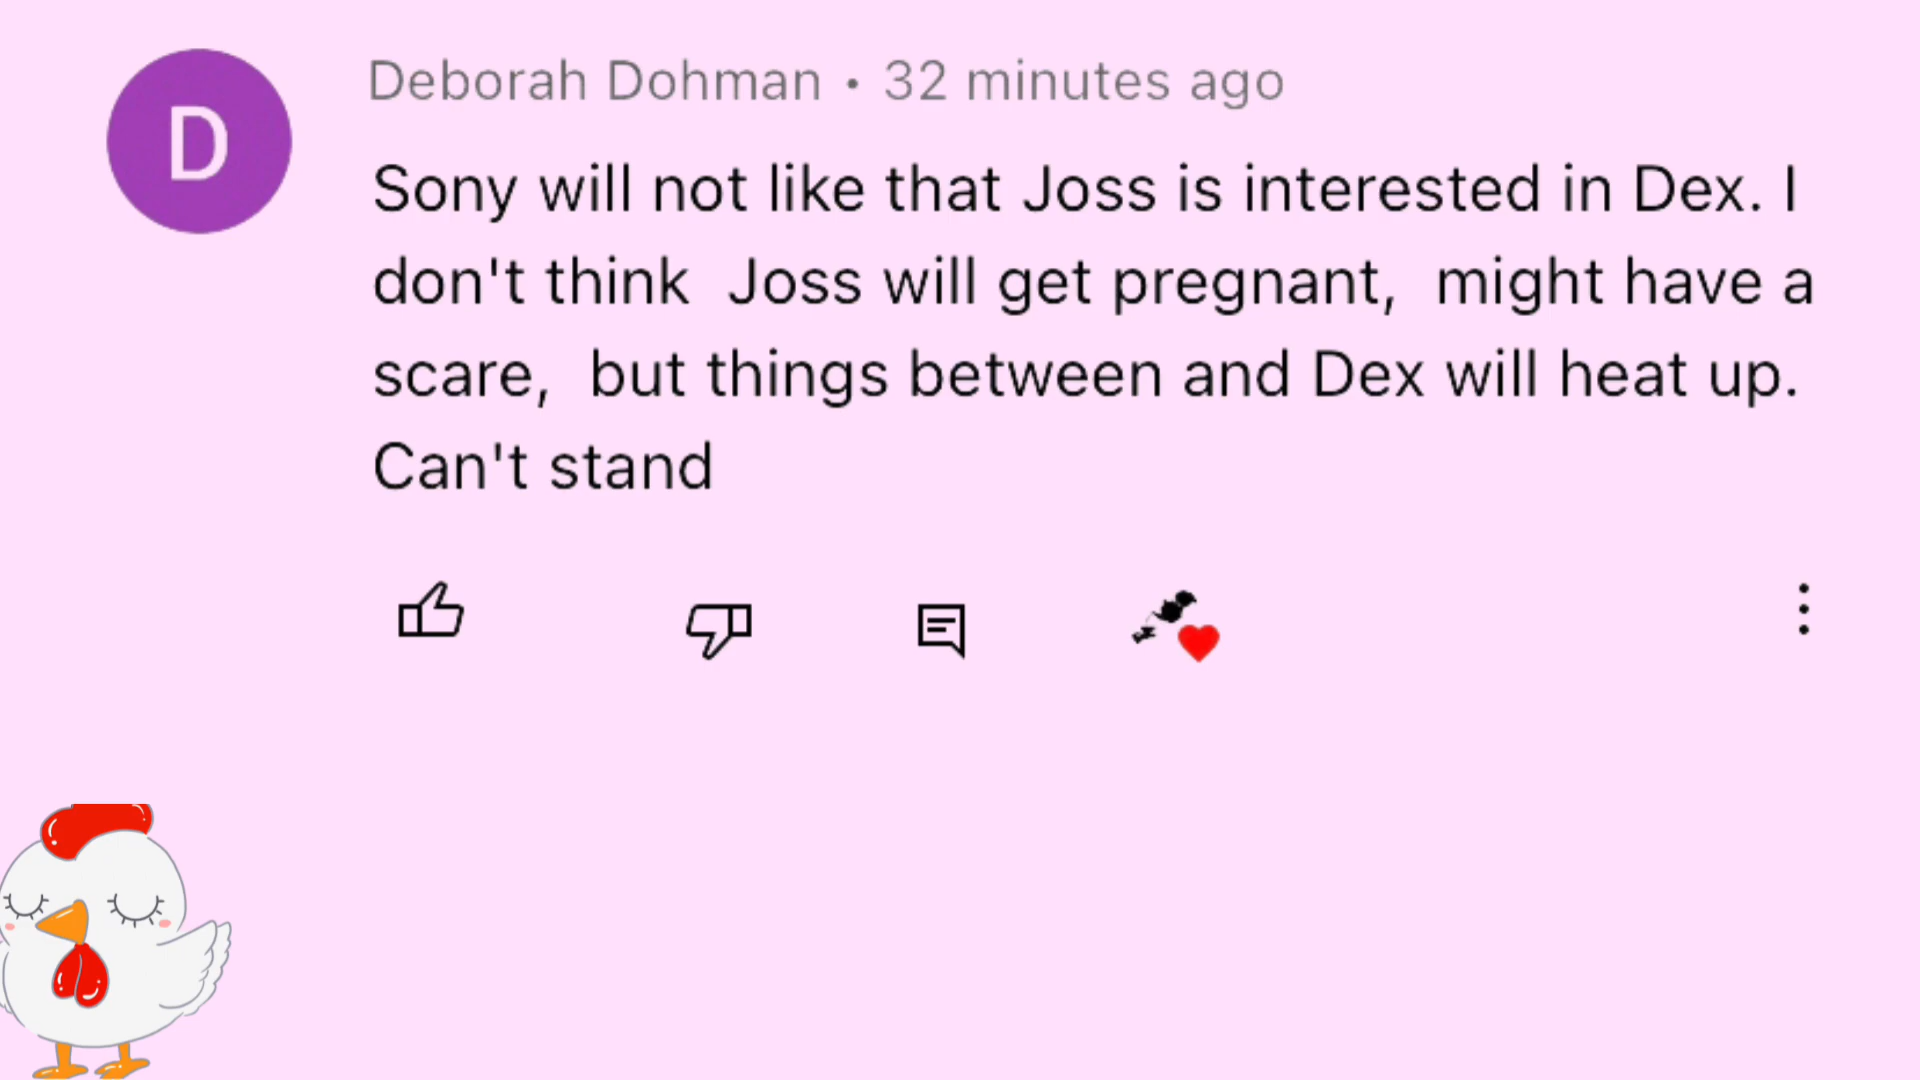 D
Deborah Dohman • 32 minutes ago
Sony will not like that Joss is interested in Dex. I
don't think  Joss will get pregnant,  might have a
scare,  but things between and Dex will heat up.
Can't stand